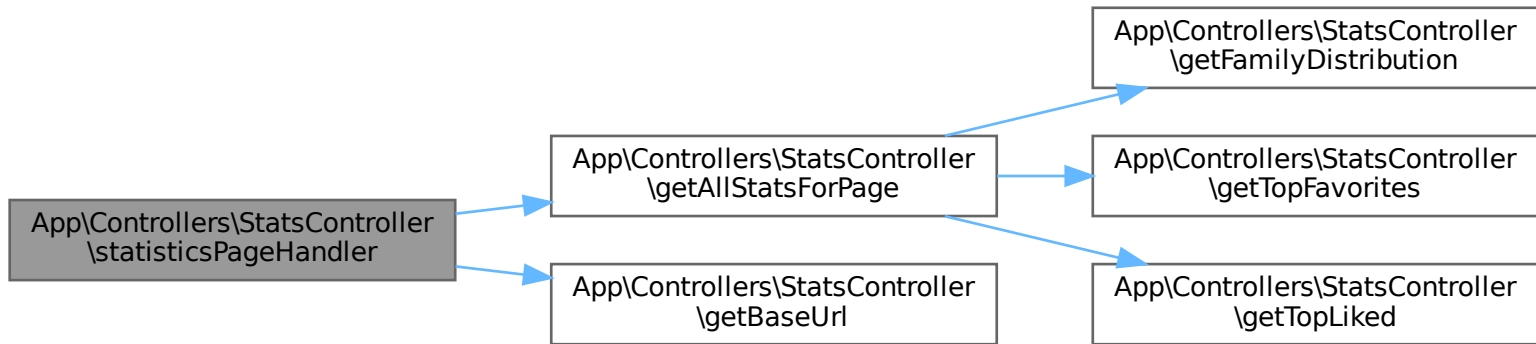 App\Controllers\StatsController
\statisticsPageHandler
App\Controllers\StatsController
\getAllStatsForPage
App\Controllers\StatsController
\getBaseUrl
App\Controllers\StatsController
\getFamilyDistribution
App\Controllers\StatsController
\getTopFavorites
App\Controllers\StatsController
\getTopLiked